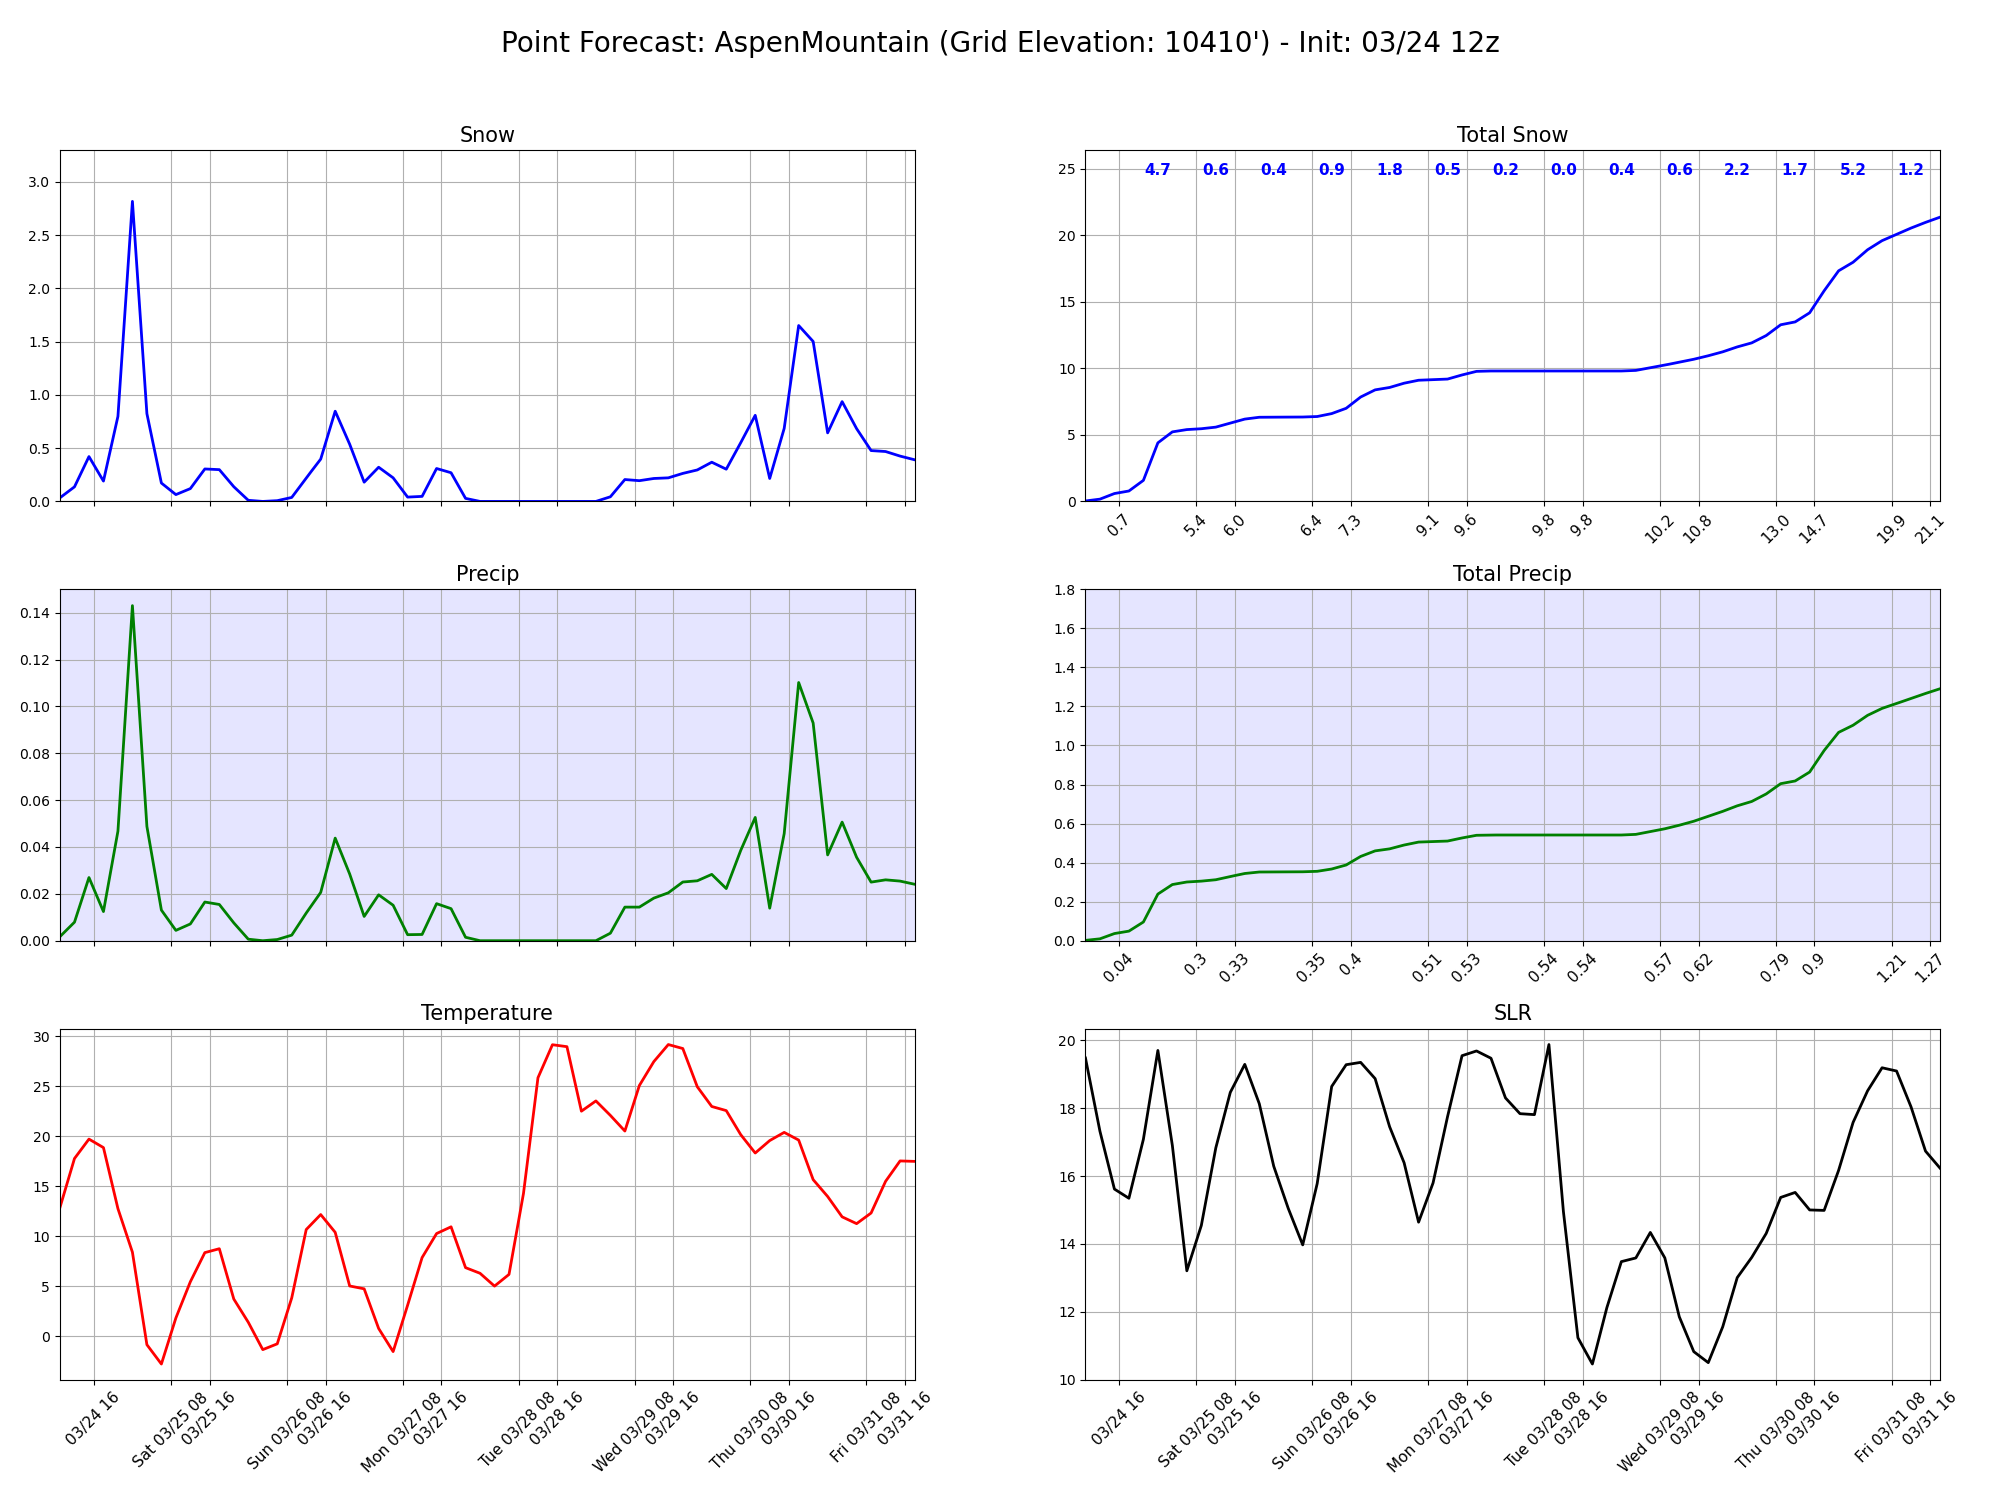 Point Forecast: AspenMountain (Grid Elevation: 10410') - Init: 03/24 12z
Snow
3.0
2.5
2.0
1.5
1.0
0.5
0.0
Total Snow
4.7 0.6 0.4 0.9 1.8 0.5 0.2 0.0 0.4 0.6 2.2 1.7 5.2 1.2
25
20
15
10
5
0
0.7 5.4 6.0 6.4 7.3 9.1 9.6 9.8 9.8 10.2 10.8 13.0 14.7 19.9 21.1
Precip
0.14
0.12
0.10
0.08
0.06
0.04
0.02
0.00
Total Precip
1.8
1.6
1.4
1.2
1.0
0.8
0.6
0.4
0.2
0.0
0.04 0.3 0.33 0.35 0.4 0.51 0.53 0.54 0.54 0.57 0.62 0.79 0.9 1.21 1.27
Temperature
30
25
20
15
10
5
0
03/24 16
Sat 03/25 08
03/25 16
Sun 03/26 08
03/26 16
Mon 03/27 08
03/27 16
Tue 03/28 08
03/28 16
Wed 03/29 08
03/29 16
Thu 03/30 08
03/30 16
Fri 03/31 08
03/31 16
SLR
20
18
16
14
12
10
03/24 16
Sat 03/25 08
03/25 16
Sun 03/26 08
03/26 16
Mon 03/27 08
03/27 16
Tue 03/28 08
03/28 16
Wed 03/29 08
03/29 16
Thu 03/30 08
03/30 16
Fri 03/31 08
03/31 16